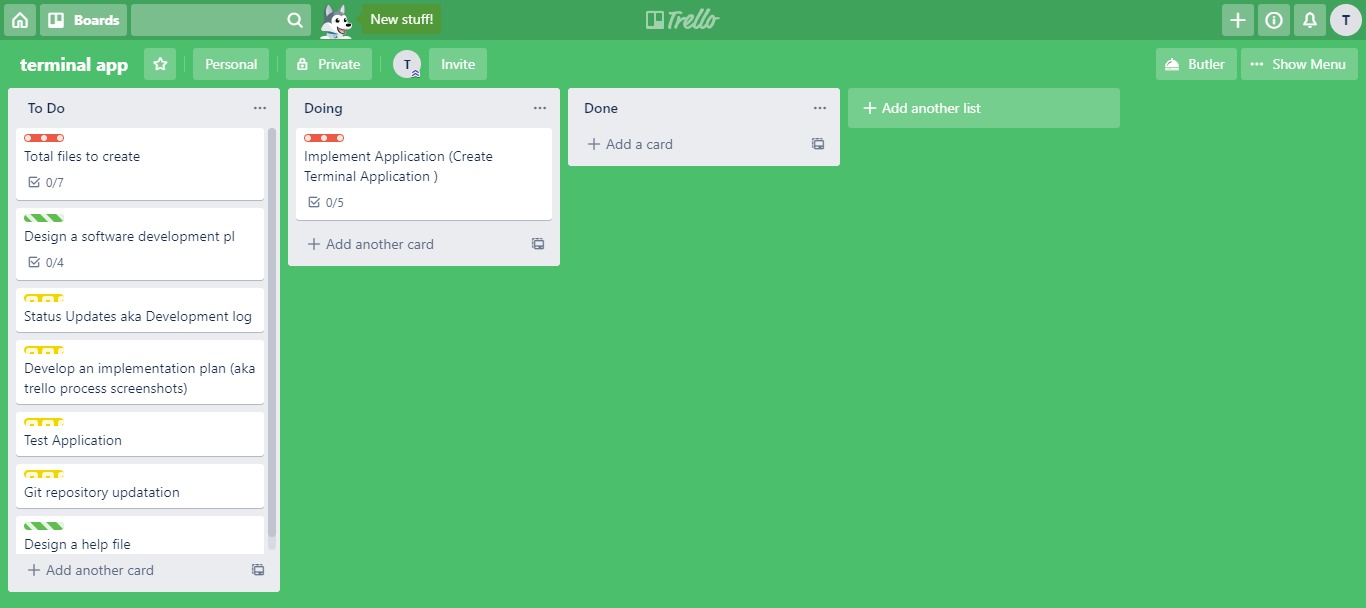 Boards
New stuff!
Trello
T
terminal app
Personal
Private
T
Invite
Butler
Show Menu
To Do
Total files to create
0/7
Design a software development pl
0/4
Status Updates aka Development log
Develop an implementation plan (aka
trello process screenshots)
Test Application
Git repository updatation
Design a help file
Add another card
Doing
Implement Application (Create
Terminal Application )
0/5
Add another card
Done
Add a card
Add another list